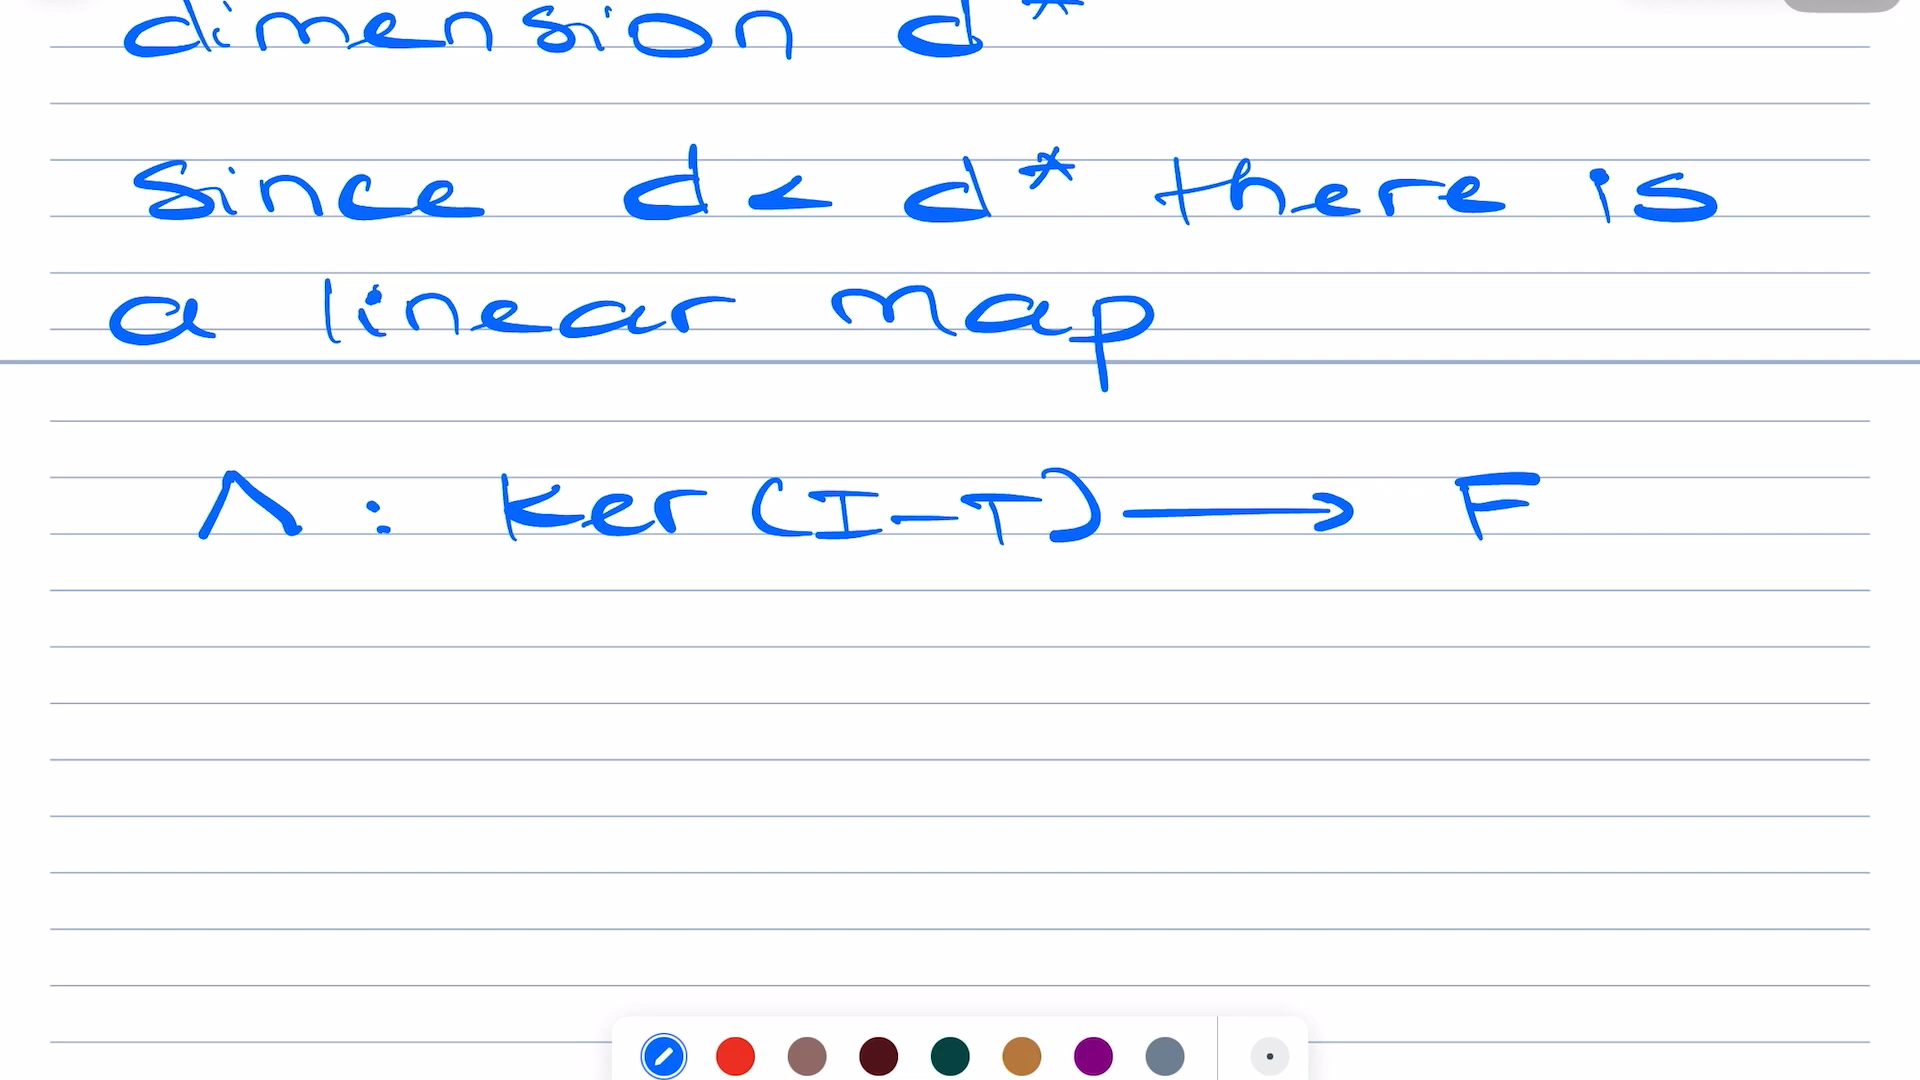 dimension d*
Since d < d* there is
a linear map
Λ : ker (I-T) ⟶ F